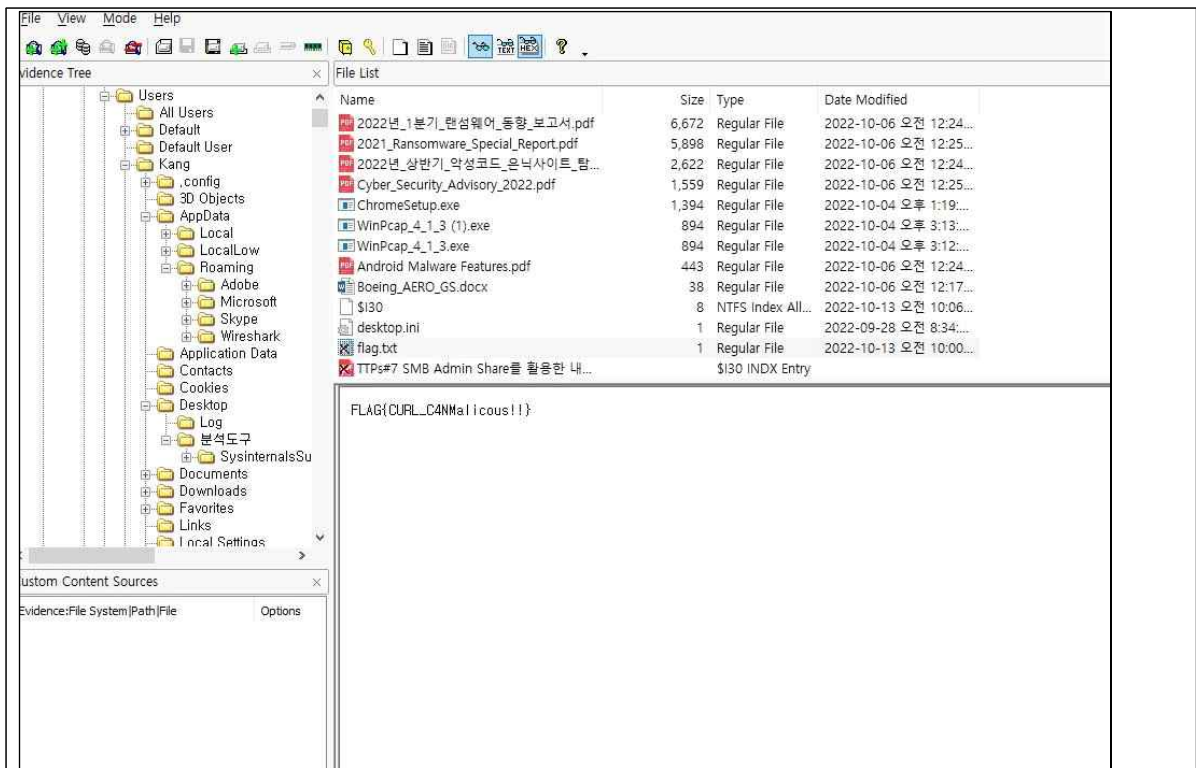 File View Mode Help
vidence Tree
Users
All Users
Default
Default User
Kang
.config
3D Objects
AppData
Local
LocalLow
Roaming
Adobe
Microsoft
Skype
Wireshark
Application Data
Contacts
Cookies
Desktop
Log
분석도구
SysinternalsSu
Documents
Downloads
Favorites
Links
Local Settings
ustom Content Sources
Evidence:File System|Path|File Options
File List
Name Size Type Date Modified
2022년_1분기_랜섬웨어_동향_보고서.pdf 6,672 Regular File 2022-10-06 오전 12:24...
2021_Ransomware_Special_Report.pdf 5,898 Regular File 2022-10-06 오전 12:25...
2022년_상반기_악성코드_은닉사이트_탐... 2,622 Regular File 2022-10-06 오전 12:24...
Cyber_Security_Advisory_2022.pdf 1,559 Regular File 2022-10-06 오전 12:25...
ChromeSetup.exe 1,394 Regular File 2022-10-04 오후 1:19:...
WinPcap_4_1_3 (1).exe 894 Regular File 2022-10-04 오후 3:13:...
WinPcap_4_1_3.exe 894 Regular File 2022-10-04 오후 3:12:...
Android Malware Features.pdf 443 Regular File 2022-10-06 오전 12:24...
Boeing_AERO_GS.docx 38 Regular File 2022-10-06 오전 12:17...
$I30 8 NTFS Index All... 2022-10-13 오전 10:06...
desktop.ini 1 Regular File 2022-09-28 오전 8:34:...
flag.txt 1 Regular File 2022-10-13 오전 10:00...
TTPs#7 SMB Admin Share를 활용한 내... $I30 INDX Entry
FLAG{CURL_C4NMalicous!!}